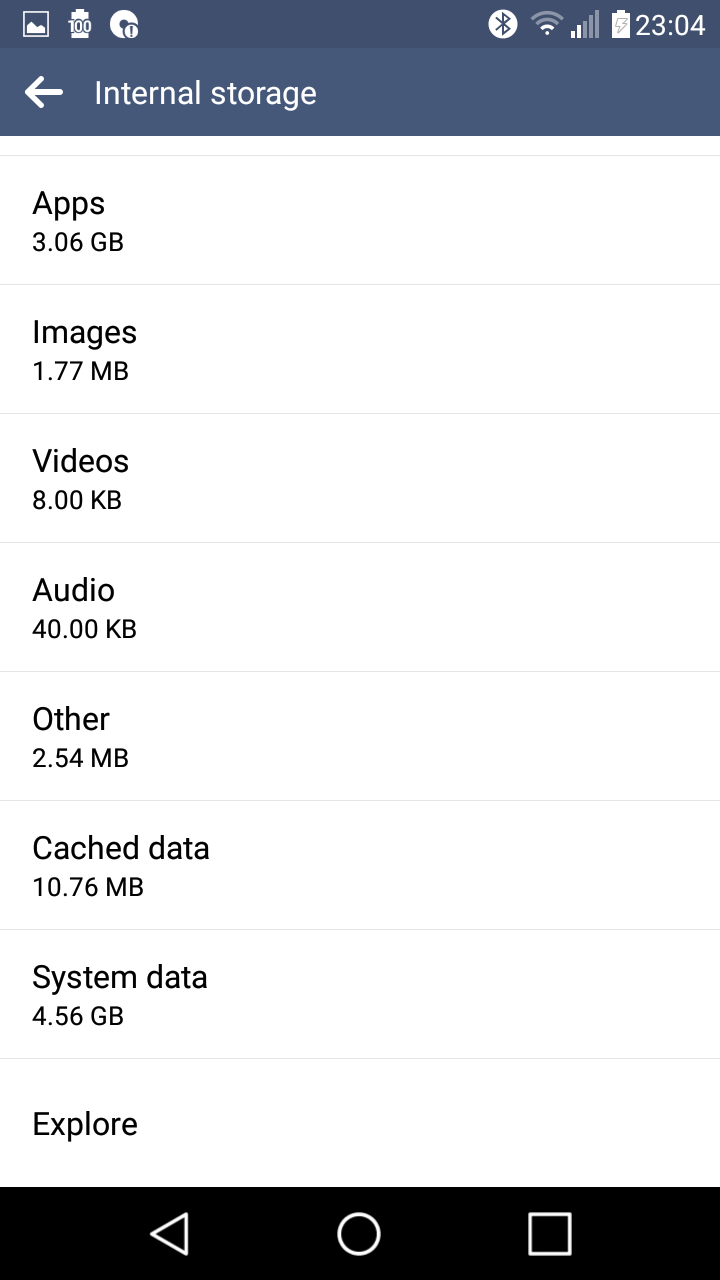 100
23:04
Internal storage
Apps
3.06 GB
Images
1.77 MB
Videos
8.00 KB
Audio
40.00 KB
Other
2.54 MB
Cached data
10.76 MB
System data
4.56 GB
Explore